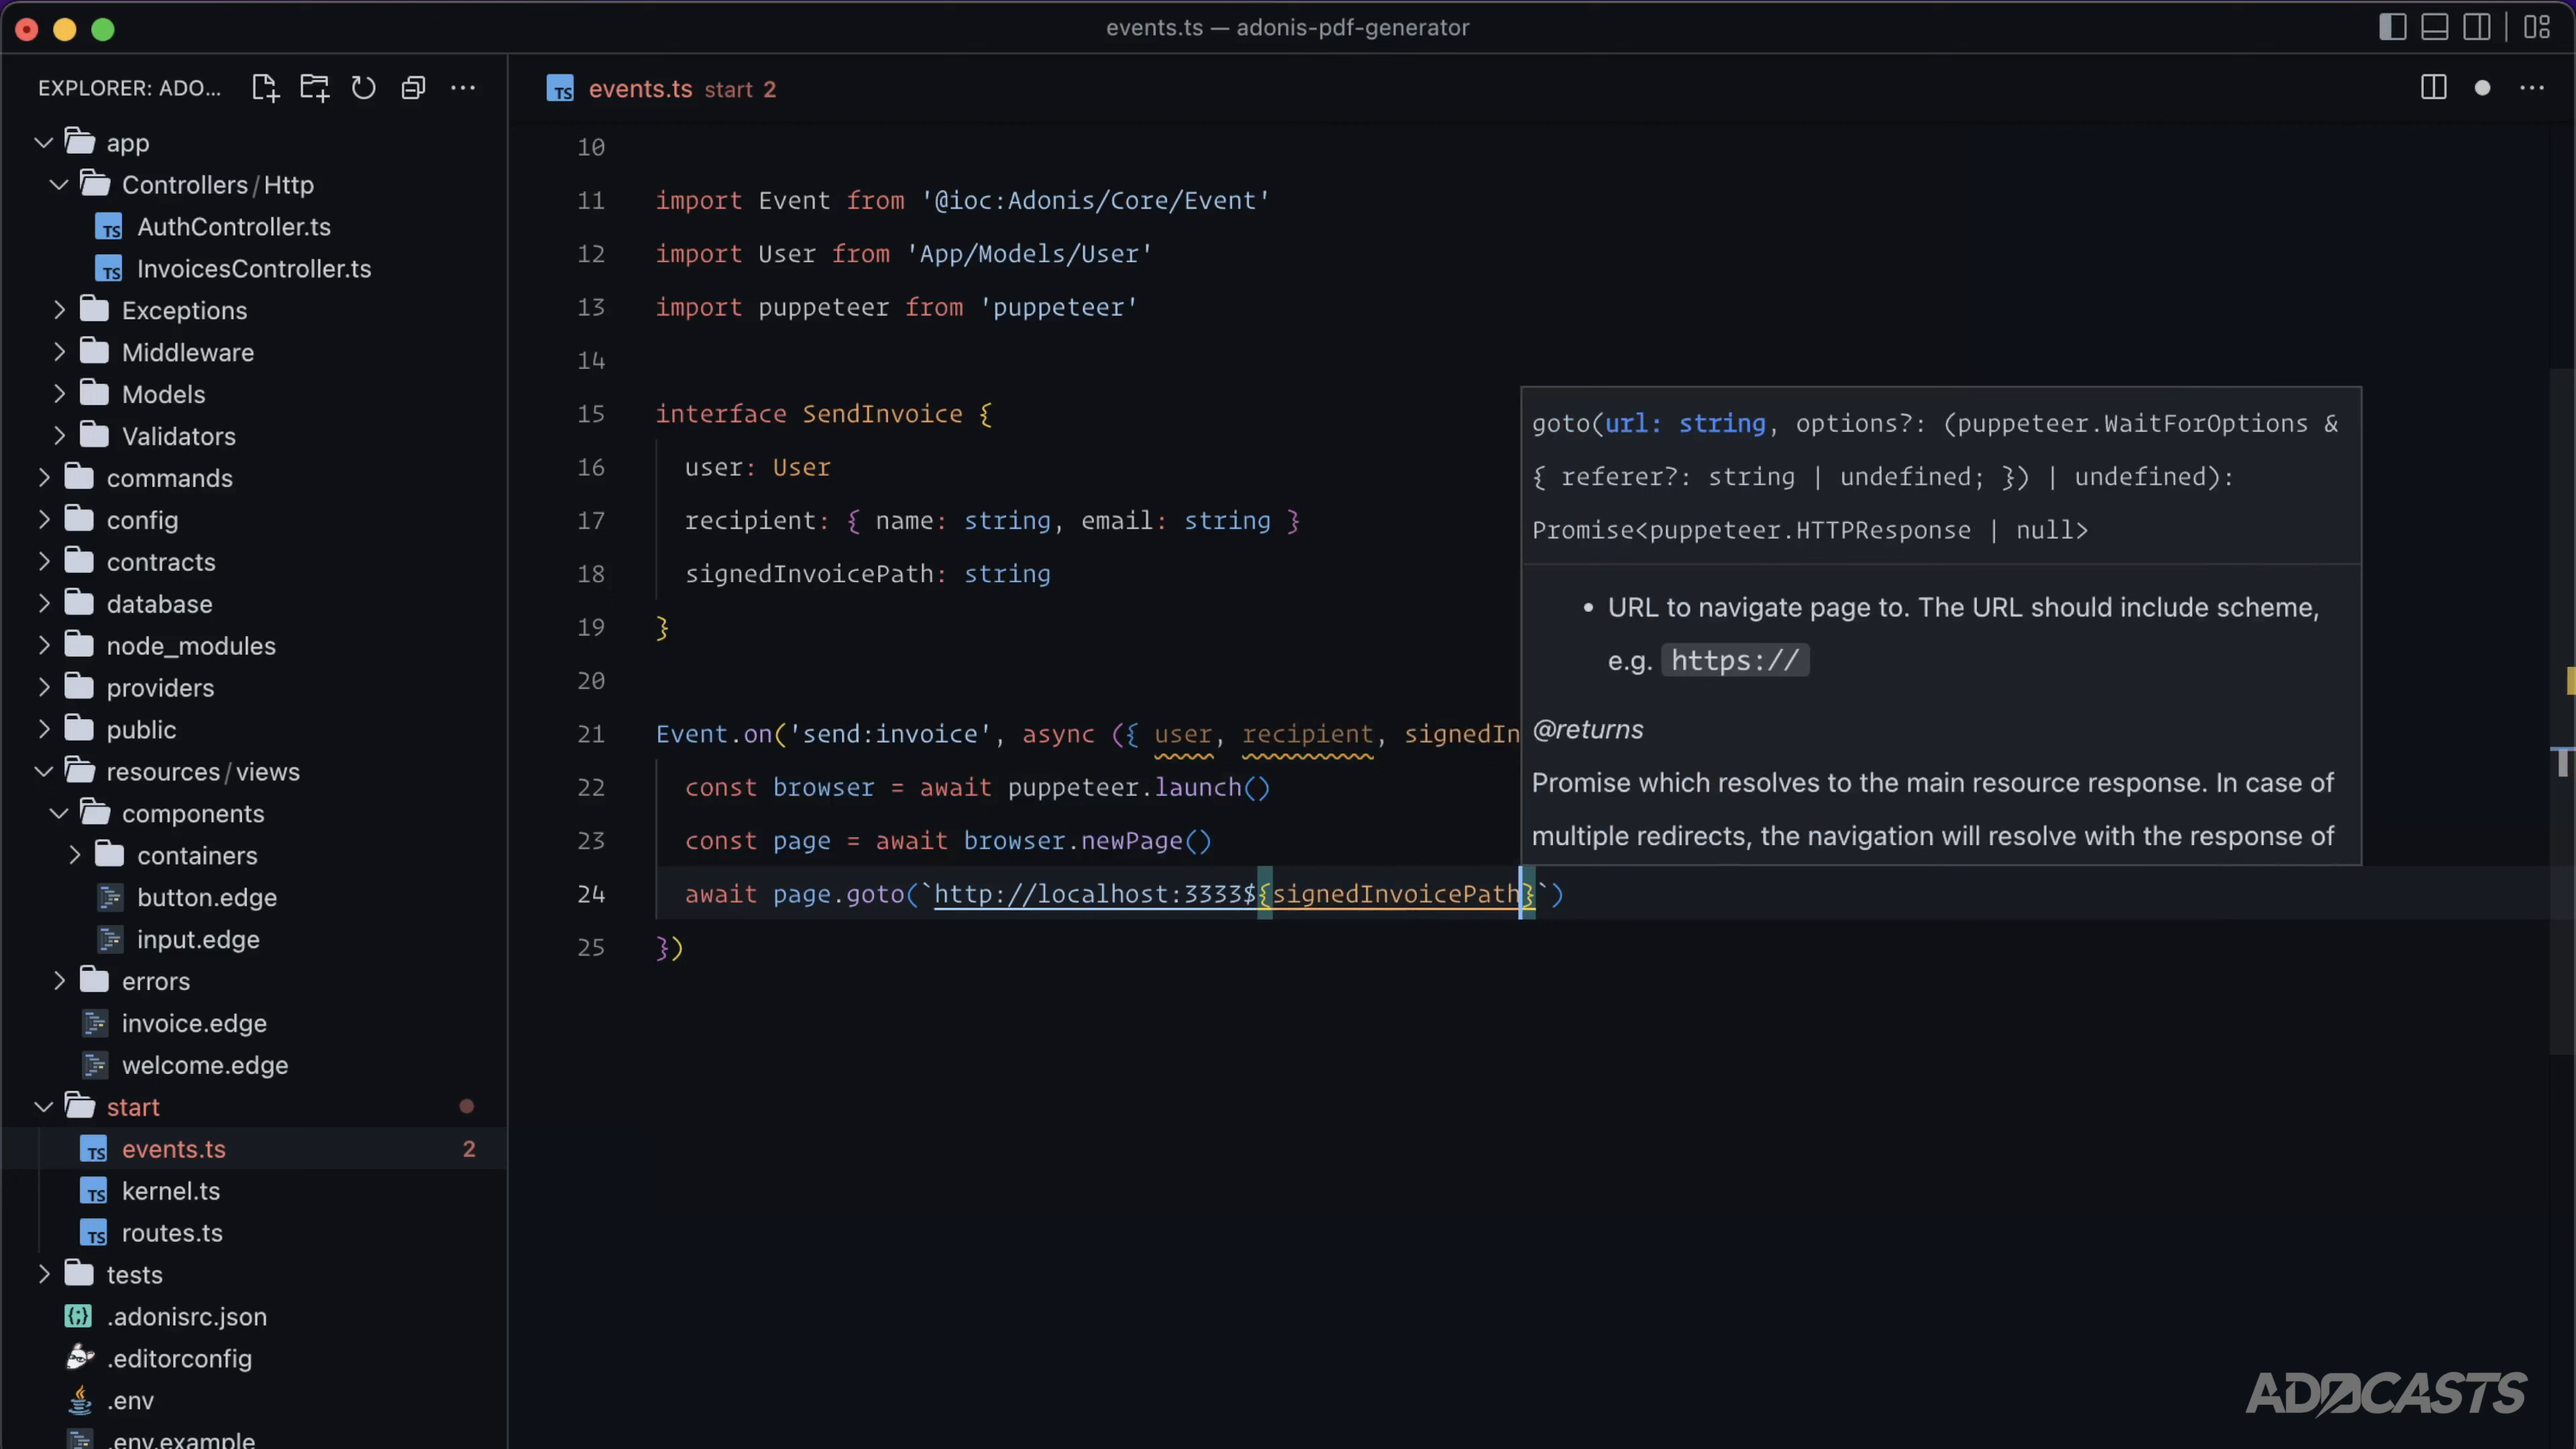 events.ts — adonis-pdf-generator
EXPLORER: ADO...
events.ts start 2
app
Controllers/Http
TS AuthController.ts
TS InvoicesController.ts
Exceptions
Middleware
Models
Validators
commands
config
contracts
database
node_modules
providers
public
resources/views
components
containers
button.edge
input.edge
errors
invoice.edge
welcome.edge
start
TS events.ts 2
TS kernel.ts
TS routes.ts
tests
.adonisrc.json
.editorconfig
.env
.env.example
10
11 import Event from '@ioc:Adonis/Core/Event'
12 import User from 'App/Models/User'
13 import puppeteer from 'puppeteer'
14
15 interface SendInvoice {
16 user: User
17 recipient: { name: string, email: string }
18 signedInvoicePath: string
19 }
20
21 Event.on('send:invoice', async ({ user, recipient, signedIn
22 const browser = await puppeteer.launch()
23 const page = await browser.newPage()
24 await page.goto(`http://localhost:3333${signedInvoicePath}`)
25 })
goto(url: string, options?: (puppeteer.WaitForOptions &
{ referer?: string | undefined; }) | undefined):
Promise<puppeteer.HTTPResponse | null>
• URL to navigate page to. The URL should include scheme,
e.g. https://
@returns
Promise which resolves to the main resource response. In case of
multiple redirects, the navigation will resolve with the response of
ADOCASTS